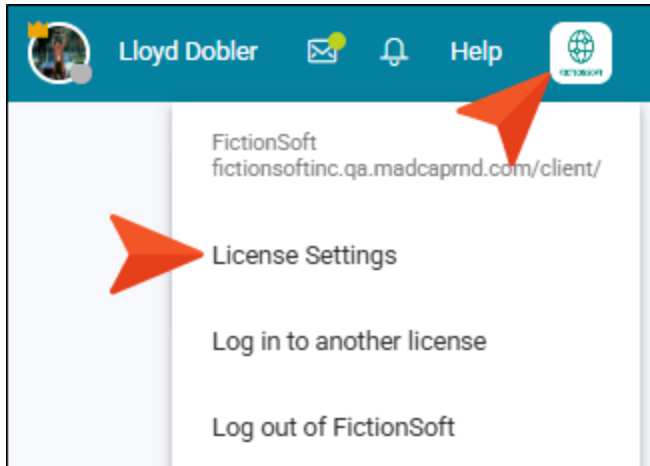 Lloyd Dobler
Help
FICTIONSOFT
FictionSoft
fictionsoftinc.qa.madcaprnd.com/client/
License Settings
Log in to another license
Log out of FictionSoft